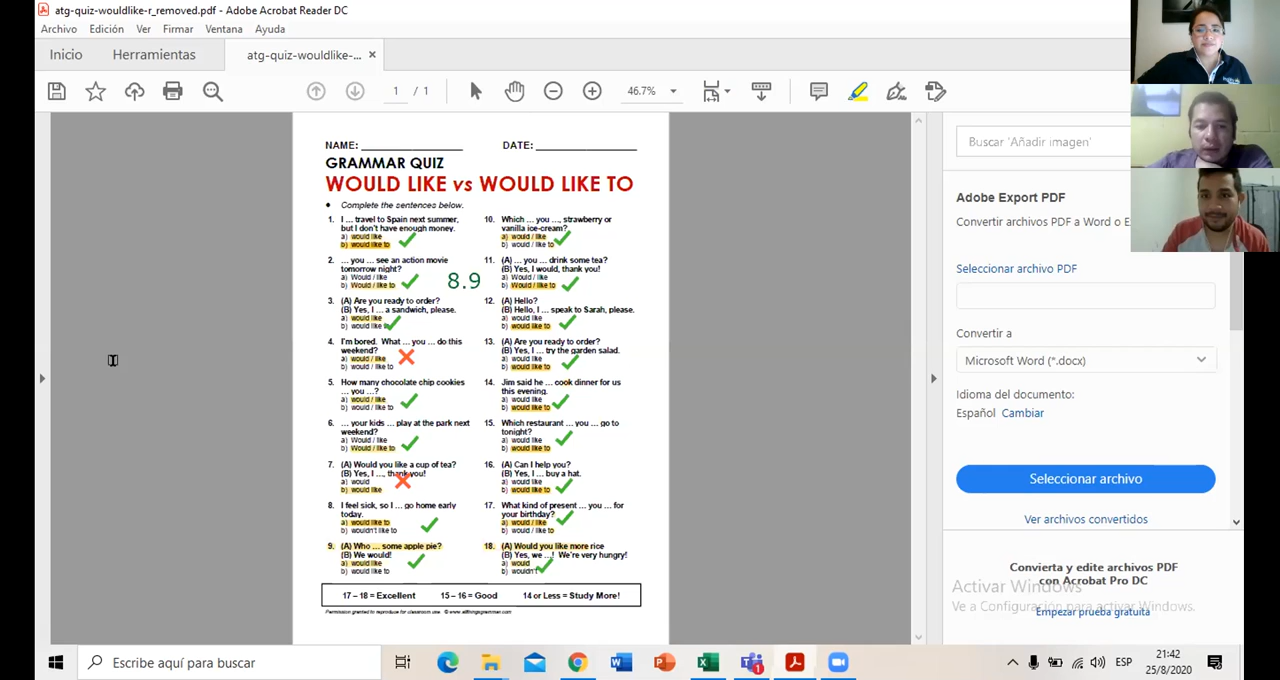 atg-quiz-wouldlike-r_removed.pdf - Adobe Acrobat Reader DC
Archivo Edición Ver Firmar Ventana Ayuda
Inicio Herramientas atg-quiz-wouldlike-... ×
1 / 1 46.7%
NAME: ________________ DATE: ________________
GRAMMAR QUIZ
WOULD LIKE vs WOULD LIKE TO
Complete the sentences below.
1. I ... travel to Spain next summer,
but I don't have enough money.
a) would like
b) would like to
2. ... you ... see an action movie
tomorrow night?
a) Would / like
b) Would / like to
8.9
3. (A) Are you ready to order?
(B) Yes, I ... a sandwich, please.
a) would like
b) would like
4. I'm bored. What ... you ... do this
weekend?
a) would / like
b) would / like to
5. How many chocolate chip cookies
... you ...?
a) would / like
b) would / like to
6. ... your kids ... play at the park next
weekend?
a) Would / like
b) Would / like to
7. (A) Would you like a cup of tea?
(B) Yes, I ..., thank you!
a) would
b) would like
8. I feel sick, so I ... go home early
today.
a) would like to
b) wouldn't like to
9. (A) Who ... some apple pie?
(B) We would!
a) would like
b) would like to
10. Which ... you ..., strawberry or
vanilla ice-cream?
a) would / like
b) would / like to
11. (A) ... you ... drink some tea?
(B) Yes, I would, thank you!
a) Would / like
b) Would / like to
12. (A) Hello?
(B) Hello, I ... speak to Sarah, please.
a) would like
b) would like to
13. (A) Are you ready to order?
(B) Yes, I ... try the garden salad.
a) would like
b) would like to
14. Jim said he ... cook dinner for us
this evening.
a) would like
b) would like to
15. Which restaurant ... you ... go to
tonight?
a) would like
b) would like to
16. (A) Can I help you?
(B) Yes, I ... buy a hat.
a) would like
b) would like to
17. What kind of present ... you ... for
your birthday?
a) would / like
b) would / like to
18. (A) Would you like more rice
(B) Yes, we ...! We're very hungry!
a) would
b) wouldn't
17 – 18 = Excellent 15 – 16 = Good 14 or Less = Study More!
Permission granted to reproduce for classroom use. © www.allthingsgrammar.com
Buscar 'Añadir imagen'
Adobe Export PDF
Convertir archivos PDF a Word o E
Seleccionar archivo PDF
Convertir a
Microsoft Word (*.docx)
Idioma del documento:
Español Cambiar
Seleccionar archivo
Ver archivos convertidos
Convierta y edite archivos PDF
con Acrobat Pro DC
Activar Windows
Ve a Configuración para activar Windows.
Empezar prueba gratuita
Escribe aquí para buscar
1
ESP
21:42
25/8/2020